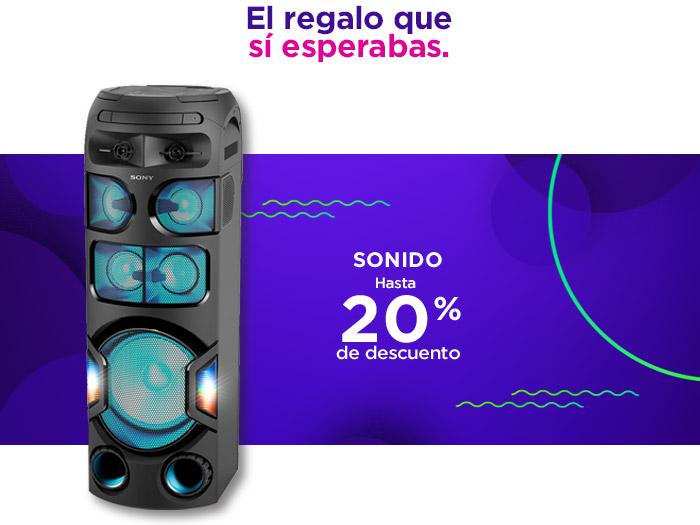 El regalo que
sí esperabas.
SONY
SONIDO
Hasta
20%
de descuento